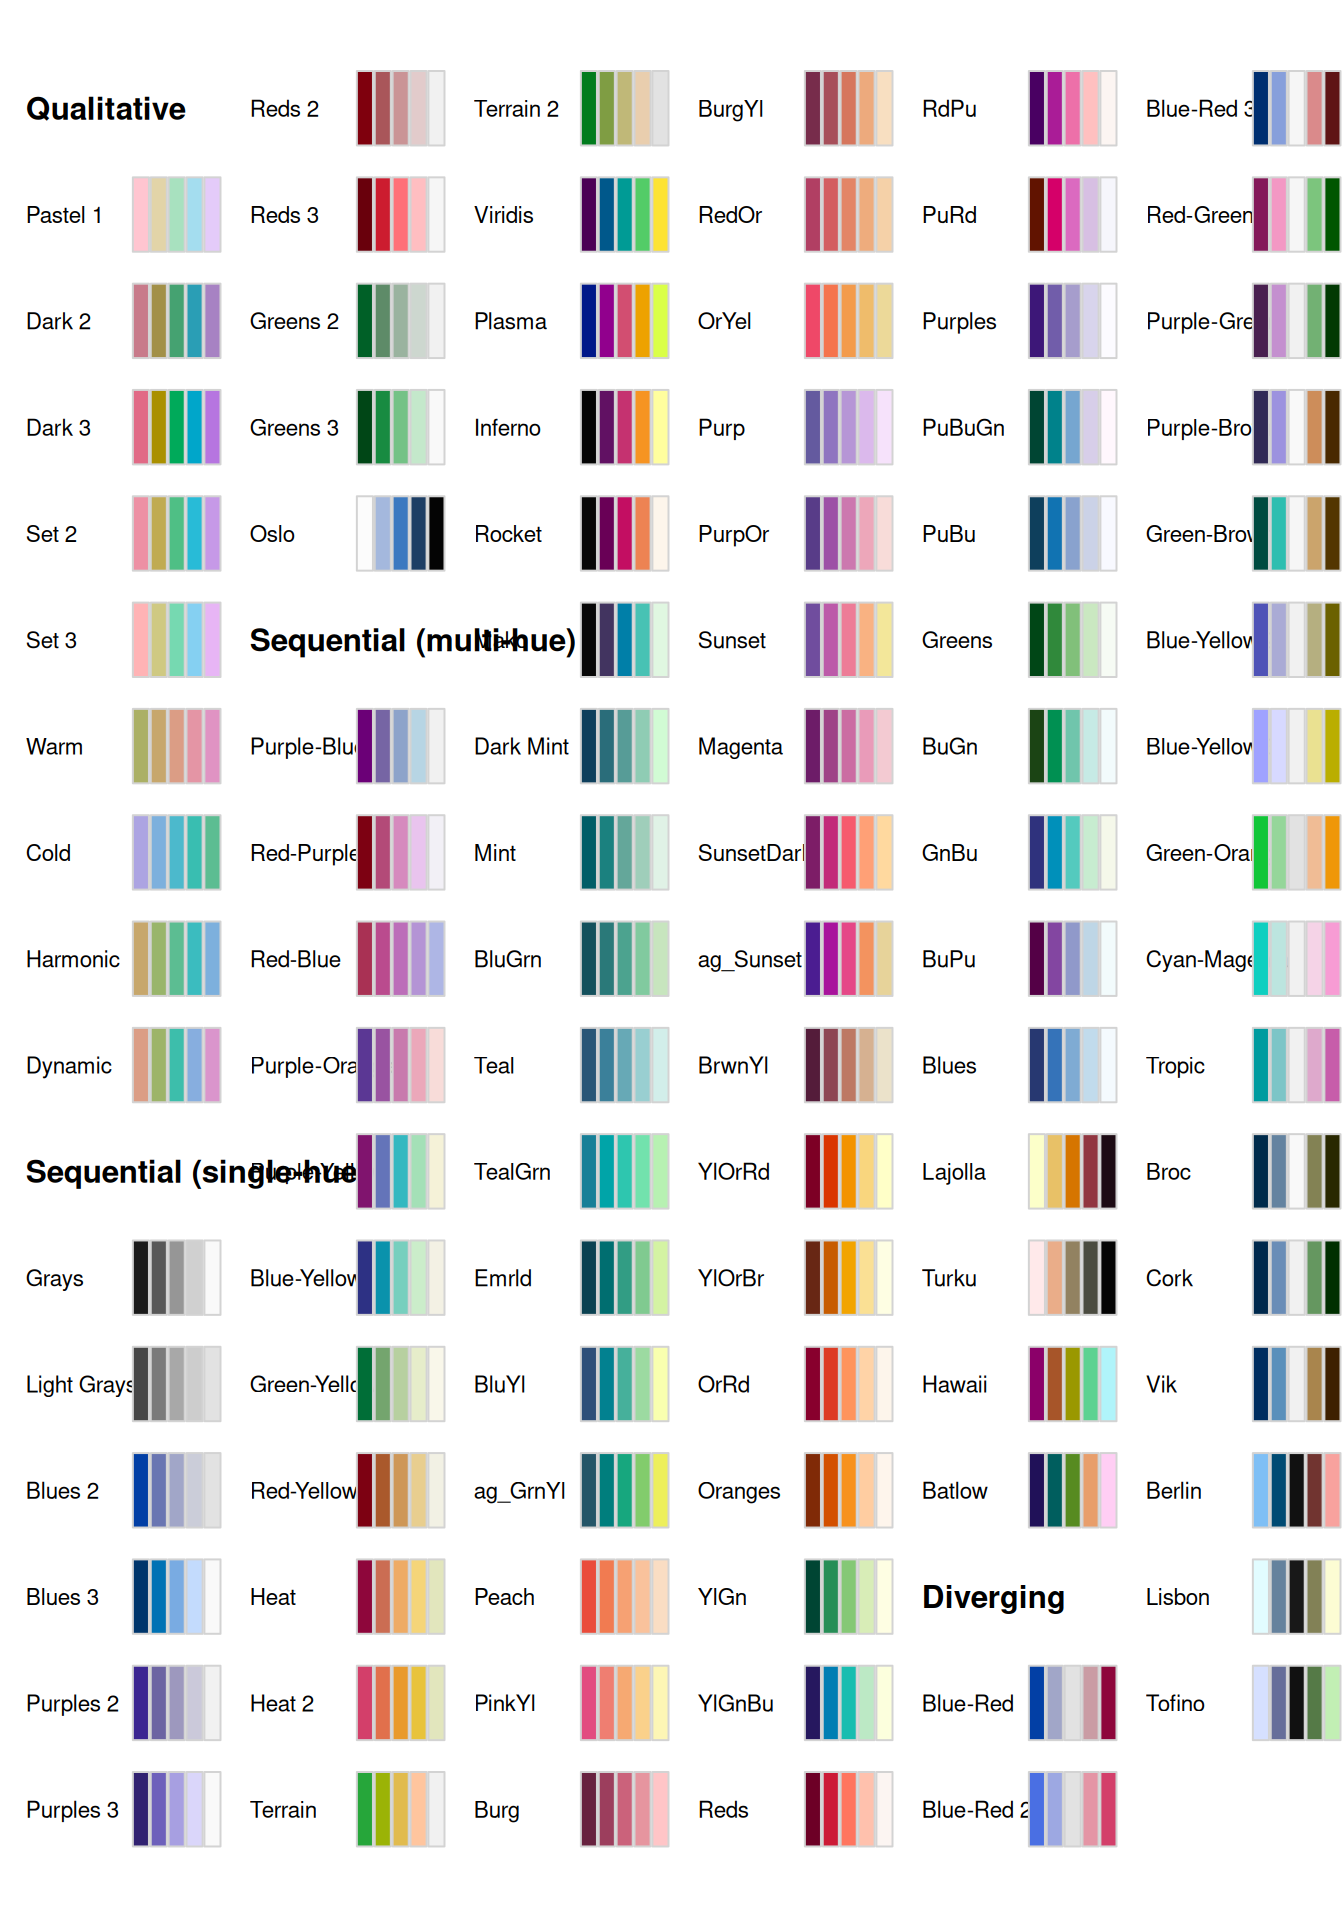 Qualitative
Pastel 1
Dark 2
Dark 3
Set 2
Set 3
Warm
Cold
Harmonic
Dynamic
Sequential (single-hue
Grays
Light Grays
Blues 2
Blues 3
Purples 2
Purples 3
Reds 2
Reds 3
Greens 2
Greens 3
Oslo
Sequential (multi-hue)
Purple-Blu
Red-Purple
Red-Blue
Purple-Ora
Purple-Yell
Blue-Yellow
Green-Yello
Red-Yellow
Heat
Heat 2
Terrain
Terrain 2
Viridis
Plasma
Inferno
Rocket
Mako
Dark Mint
Mint
BluGrn
Teal
TealGrn
Emrld
BluYl
ag_GrnYl
Peach
PinkYl
Burg
BurgYl
RedOr
OrYel
Purp
PurpOr
Sunset
Magenta
SunsetDark
ag_Sunset
BrwnYl
YlOrRd
YlOrBr
OrRd
Oranges
YlGn
YlGnBu
Reds
RdPu
PuRd
Purples
PuBuGn
PuBu
Greens
BuGn
GnBu
BuPu
Blues
Lajolla
Turku
Hawaii
Batlow
Diverging
Blue-Red
Blue-Red 2
Blue-Red 3
Red-Green
Purple-Gre
Purple-Bro
Green-Brow
Blue-Yellow
Blue-Yellow
Green-Oran
Cyan-Mage
Tropic
Broc
Cork
Vik
Berlin
Lisbon
Tofino